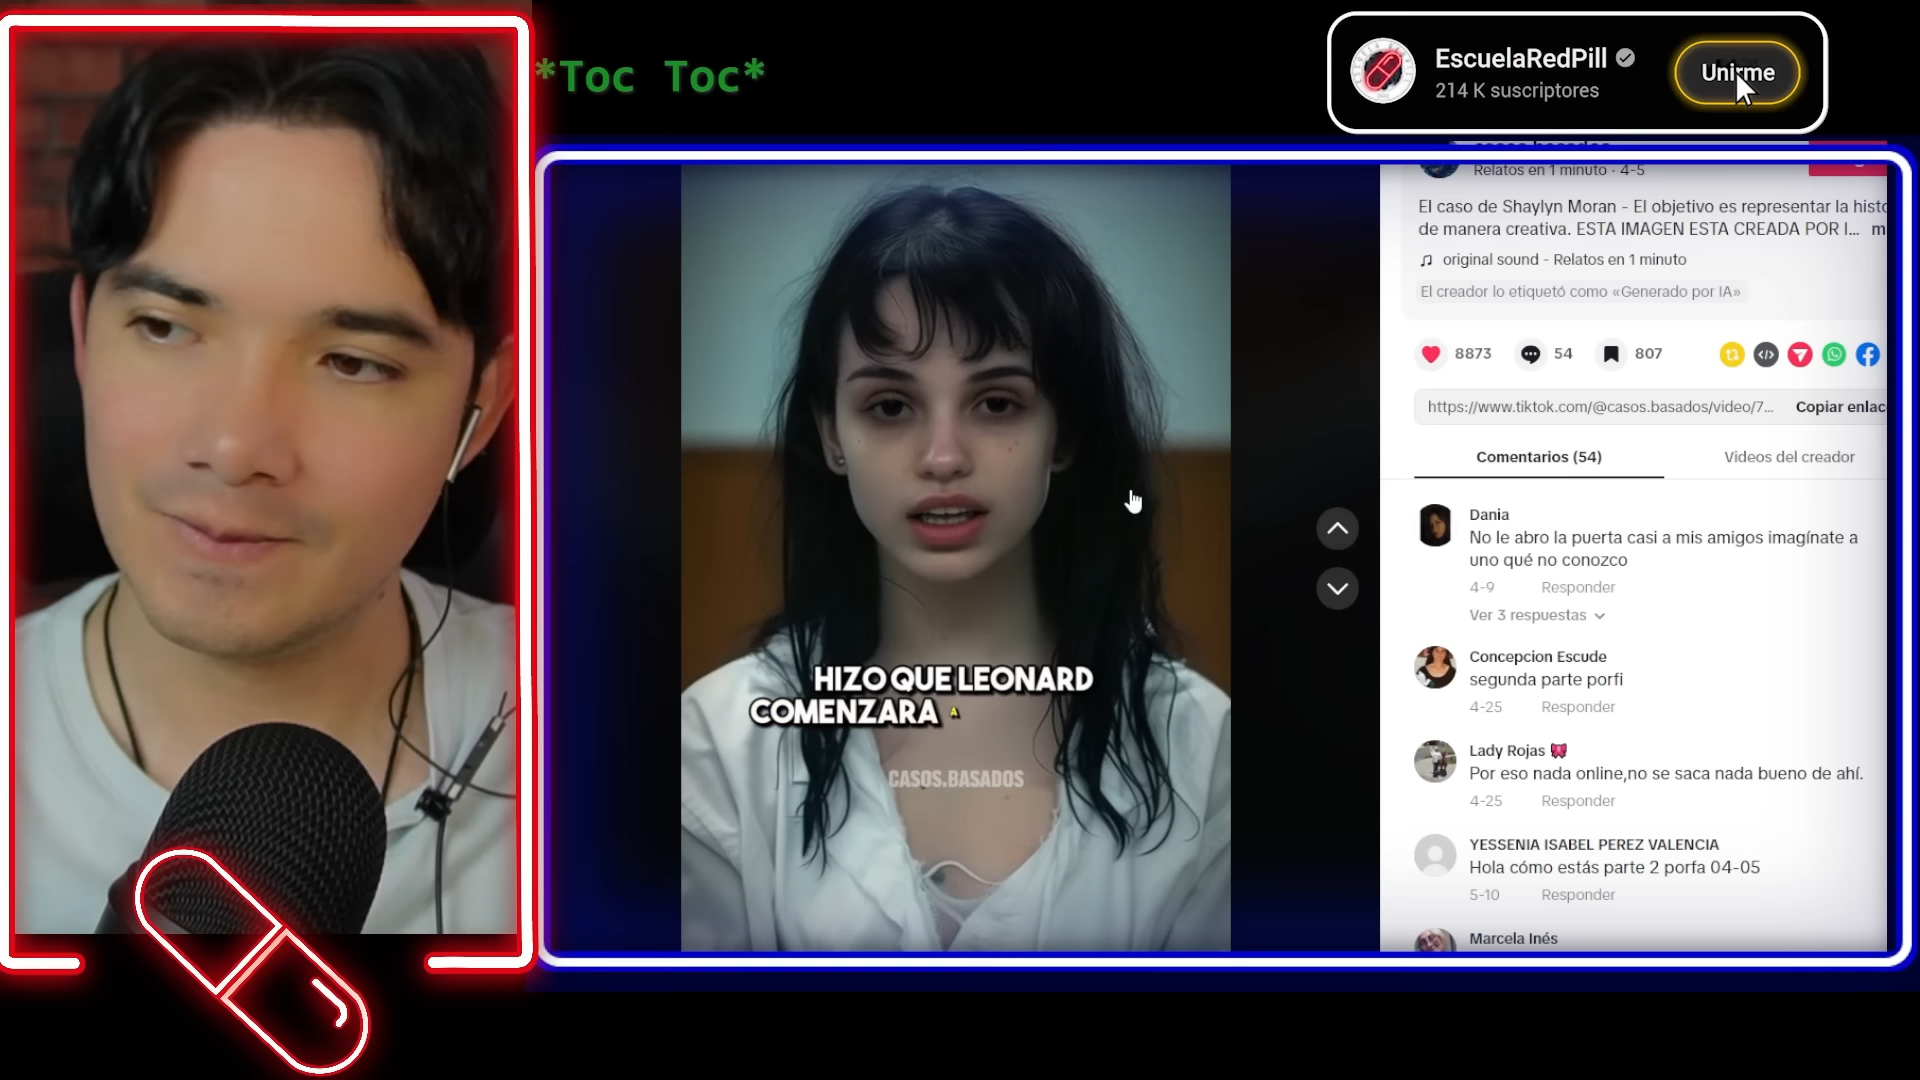 *Toc Toc*
EscuelaRedPill
214 K suscriptores
Unirme
casos.basados
Relatos en 1 minuto · 4-5
El caso de Shaylyn Moran - El objetivo es representar la histo
de manera creativa. ESTA IMAGEN ESTA CREADA POR I... m
original sound - Relatos en 1 minuto
El creador lo etiquetó como «Generado por IA»
8873
54
807
https://www.tiktok.com/@casos.basados/video/7...
Copiar enlac
Comentarios (54)
Videos del creador
Dania
No le abro la puerta casi a mis amigos imagínate a
uno qué no conozco
4-9 Responder
Ver 3 respuestas
Concepcion Escude
segunda parte porfi
4-25 Responder
Lady Rojas
Por eso nada online,no se saca nada bueno de ahí.
4-25 Responder
YESSENIA ISABEL PEREZ VALENCIA
Hola cómo estás parte 2 porfa 04-05
5-10 Responder
Marcela Inés
HIZO QUE LEONARD
COMENZARA A
CASOS.BASADOS